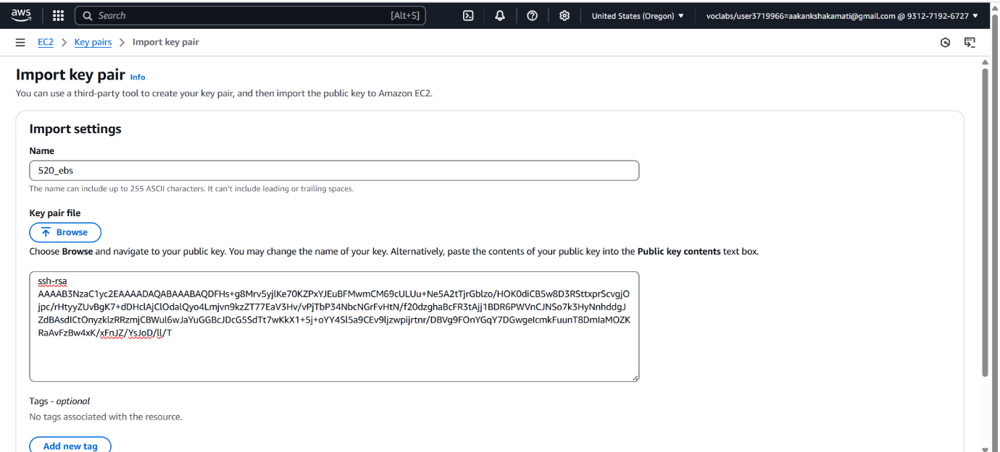 aws
Search
[Alt+S]
United States (Oregon)
voclabs/user3719966=aakankshakamati@gmail.com @ 9312-7192-6727
EC2
Key pairs
Import key pair
Import key pair Info
You can use a third-party tool to create your key pair, and then import the public key to Amazon EC2.
Import settings
Name
520_ebs
The name can include up to 255 ASCII characters. It can't include leading or trailing spaces.
Key pair file
Browse
Choose Browse and navigate to your public key. You may change the name of your key. Alternatively, paste the contents of your public key into the Public key contents text box.
ssh-rsa
AAAAB3NzaC1yc2EAAAADAQABAAABAQDFHs+g8Mrv5yjlKe70KZPxYJEuBFMwmCM69cULUu+Ne5A2tTjrGblzo/HOK0diCB5w8D3RSttxprScvgjO
jpc/rHtyyZUvBgK7+dDHclAjClOdalQyo4Lmjvn9kzZT77EaV3Hv/vPjTbP34NbcNGrFvHtN/f20dzghaBcFR3tAjj1BDR6PWVnCJNSo7k3HyNnhddgJ
ZdBAsdICtOnyzklzRRzmjCBWul6wJaYuGGBcJDcG5SdTt7wKkX1+5j+oYY4Sl5a9CEv9ljzwpijrtnr/DBVg9FOnYGqY7DGwgeIcmkFuunT8DmIaMOZK
RaAvFzBw4xK/xFnJZ/YsJoD/ll/T
Tags - optional
No tags associated with the resource.
Add new tag